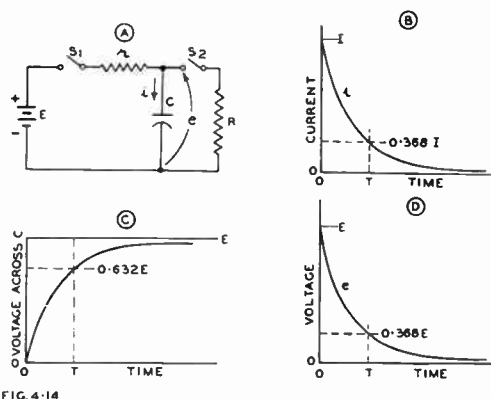 A
S1
r
S2
i
C
e
R
+
E
-
B
I
CURRENT
i
0.368 I
O
O
T
TIME
C
VOLTAGE ACROSS C
E
0.632E
O
O
T
TIME
D
E
VOLTAGE
e
0.368E
O
O
T
TIME
FIG. 4.14